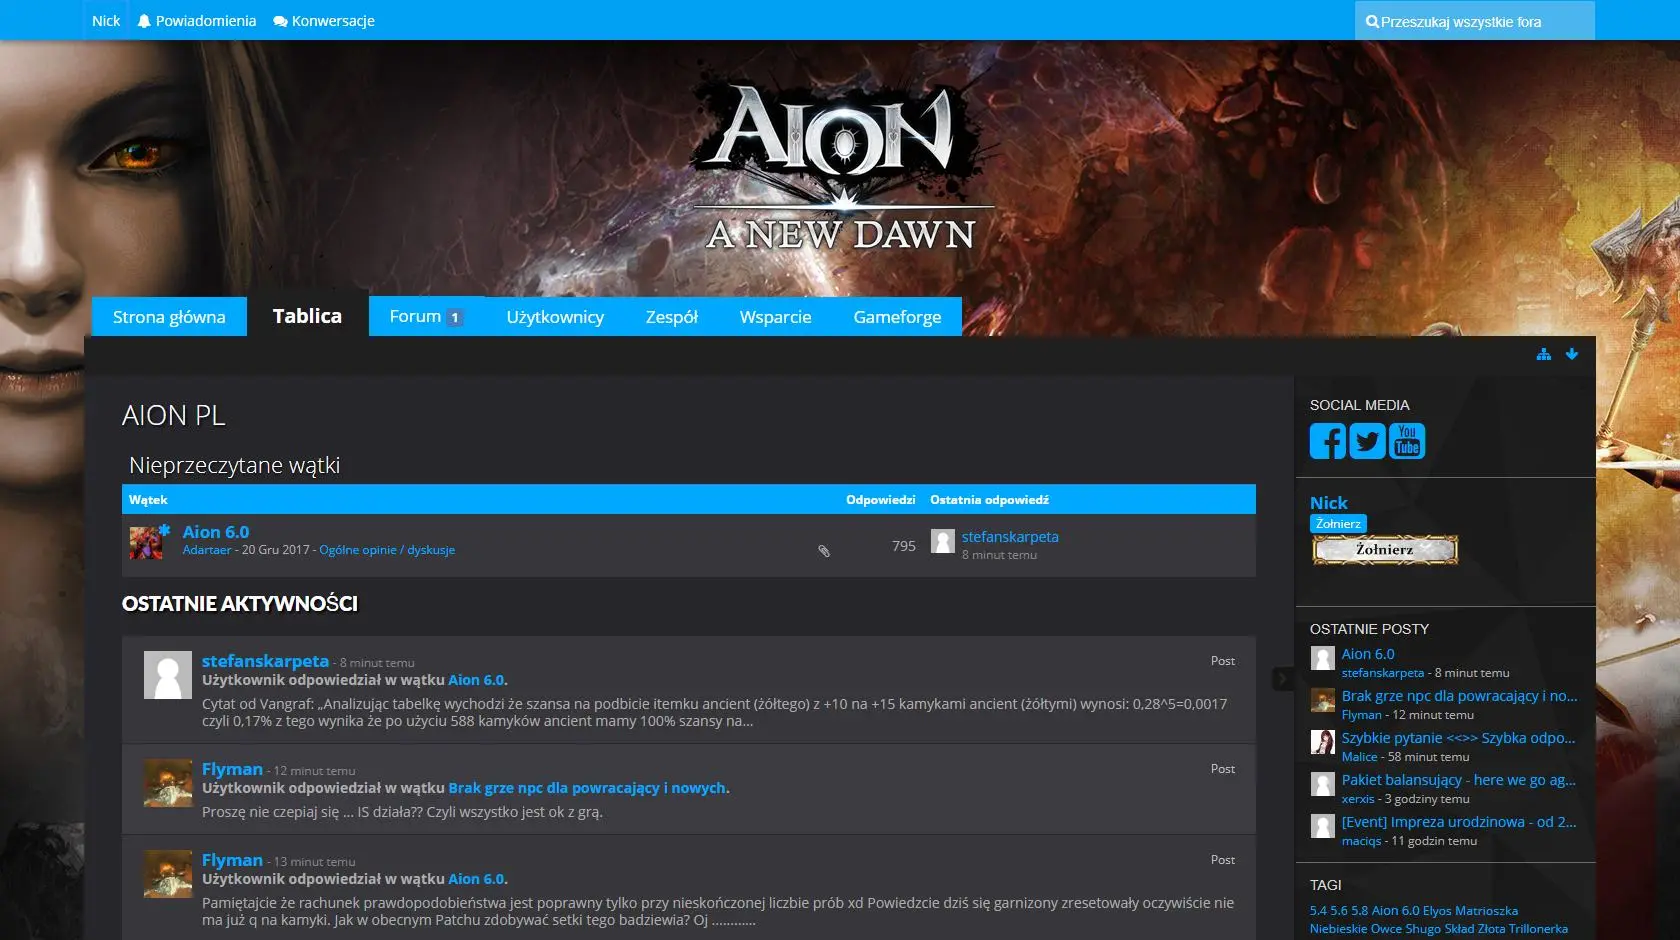 Nick Powiadomienia Konwersacje
Przeszukaj wszystkie fora
AION
A NEW DAWN
Strona główna Tablica Forum 1 Użytkownicy Zespół Wsparcie Gameforge
AION PL
Nieprzeczytane wątki
Wątek Odpowiedzi Ostatnia odpowiedź
Aion 6.0
Adartaer - 20 Gru 2017 - Ogólne opinie / dyskusje
795
stefanskarpeta
8 minut temu
OSTATNIE AKTYWNOŚCI
stefanskarpeta - 8 minut temu
Post
Użytkownik odpowiedział w wątku Aion 6.0.
Cytat od Vangraf: „Analizując tabelkę wychodzi że szansa na podbicie itemku ancient (żółtego) z +10 na +15 kamykami ancient (żółtymi) wynosi: 0,28^5=0,0017
czyli 0,17% z tego wynika że po użyciu 588 kamyków ancient mamy 100% szansy na...
Flyman - 12 minut temu
Post
Użytkownik odpowiedział w wątku Brak grze npc dla powracający i nowych.
Proszę nie czepiaj się ... IS działa?? Czyli wszystko jest ok z grą.
Flyman - 13 minut temu
Post
Użytkownik odpowiedział w wątku Aion 6.0.
Pamiętajcie że rachunek prawdopodobieństwa jest poprawny tylko przy nieskończonej liczbie prób xd Powiedzcie dziś się garnizony zresetowały oczywiście nie
ma już q na kamyki. Jak w obecnym Patchu zdobywać setki tego badziewia? Oj ............
SOCIAL MEDIA
You
Tube
Nick
Żołnierz
Żołnierz
OSTATNIE POSTY
Aion 6.0
stefanskarpeta - 8 minut temu
Brak grze npc dla powracający i no...
Flyman - 12 minut temu
Szybkie pytanie <<>> Szybka odpo...
Malice - 58 minut temu
Pakiet balansujący - here we go ag...
xerxis - 3 godziny temu
[Event] Impreza urodzinowa - od 2...
maciqs - 11 godzin temu
TAGI
5.4 5.6 5.8 Aion 6.0 Elyos Matrioszka
Niebieskie Owce Shugo Skład Złota Trillonerka